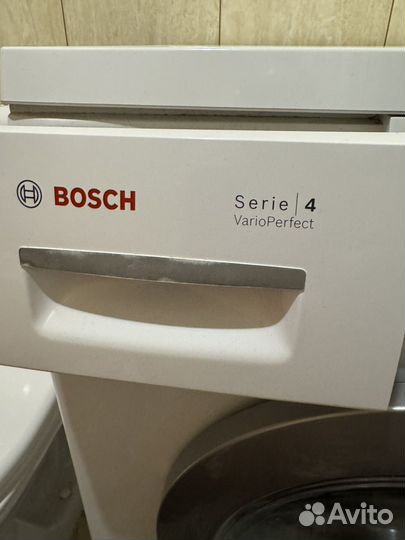 BOSCH
Serie | 4
VarioPerfect
Avito